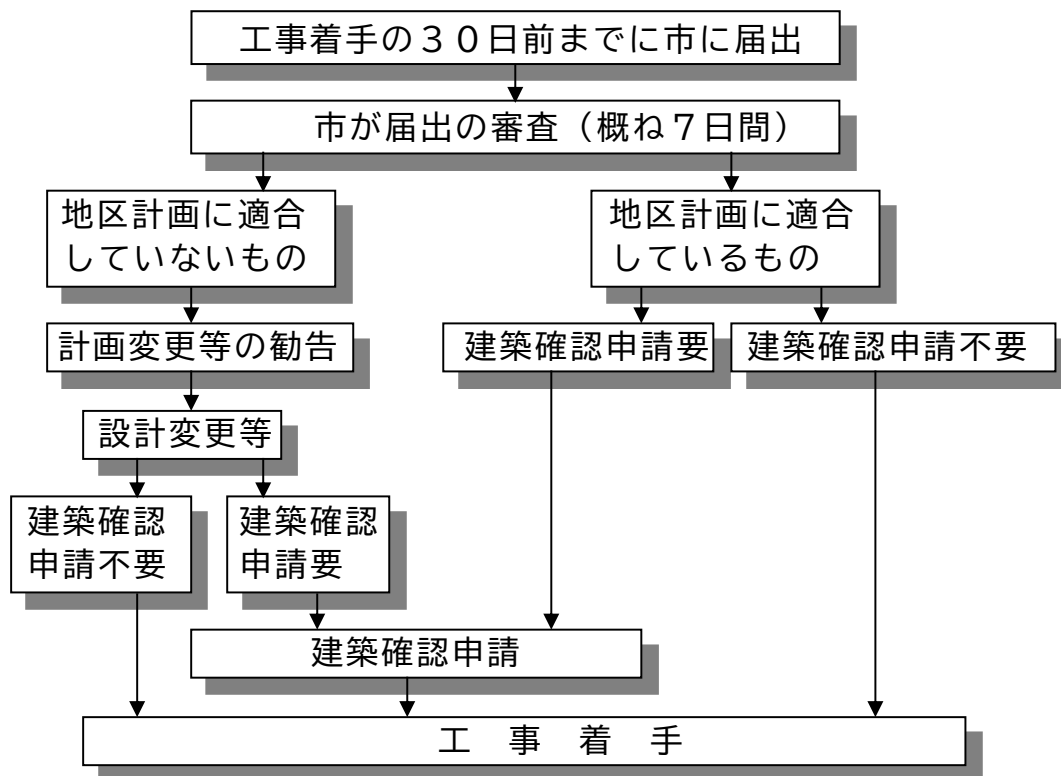 工事着手の３０日前までに市に届出
市が届出の審査（概ね７日間）
地区計画に適合
していないもの
地区計画に適合
しているもの
計画変更等の勧告
建築確認申請要
建築確認申請不要
設計変更等
建築確認
申請不要
建築確認
申請要
建築確認申請
工　事　着　手